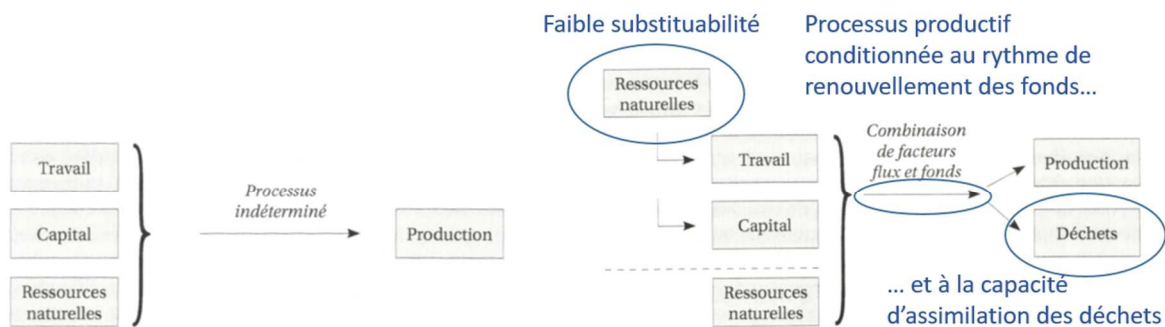 Travail
Capital
Ressources
naturelles
Processus
indéterminé
Production
Faible substituabilité
Processus productif
conditionnée au rythme de
renouvellement des fonds…
Ressources
naturelles
Travail
Capital
Ressources
naturelles
Combinaison
de facteurs
flux et fonds
Production
Déchets
… et à la capacité
d’assimilation des déchets